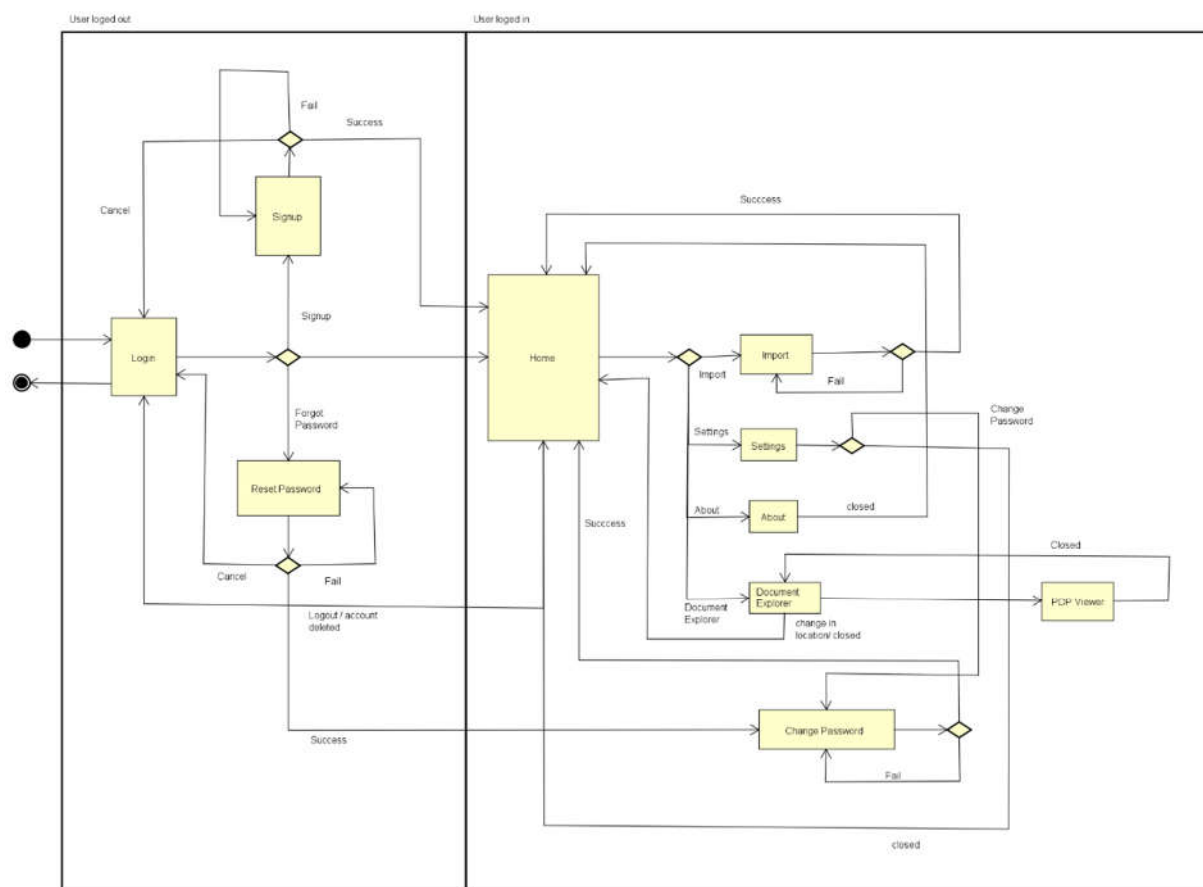 User loged out
User loged in
Fail
Success
Cancel
Signup
Signup
Login
Forgot
Password
Reset Password
Cancel
Fail
Logout / account
deleted
Success
Succcess
Home
Import
Import
Fail
Change
Password
Settings
Settings
About
About
closed
Succcess
Closed
Document
Explorer
Document
Explorer
PDP Viewer
change in
location/ closed
Change Password
Fail
closed